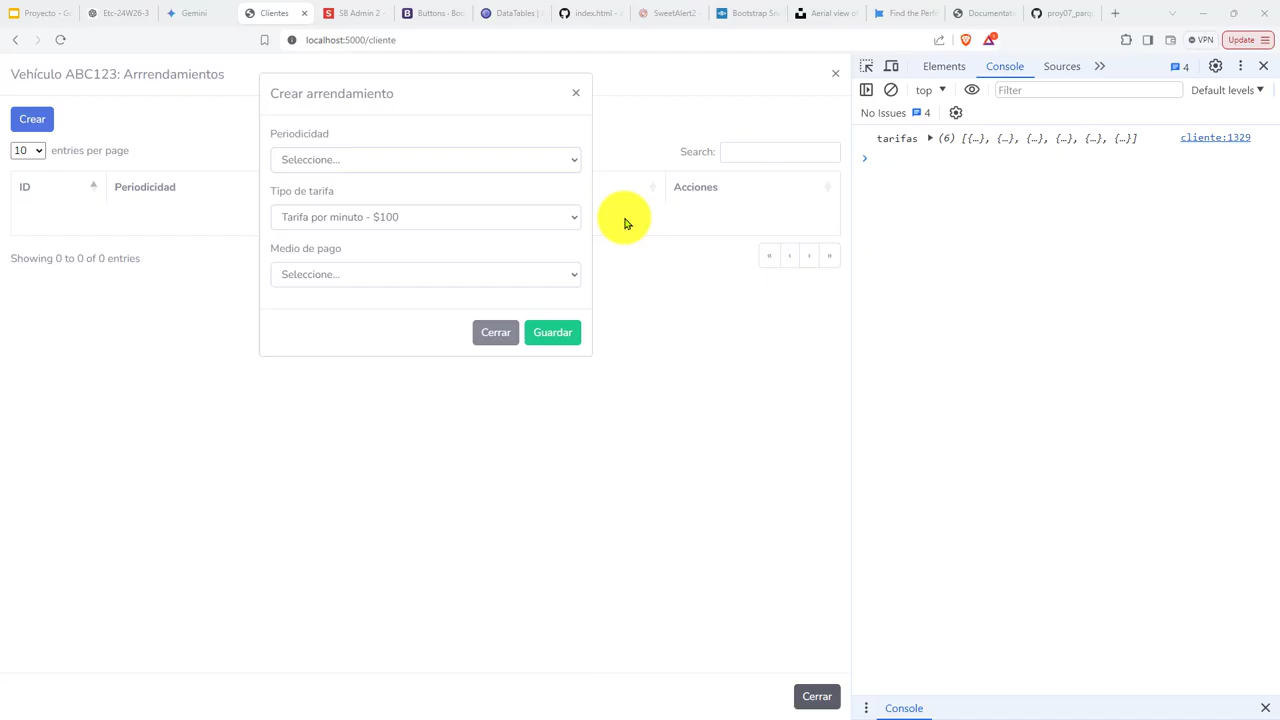 Proyecto - G
Etc-24W26-3
Gemini
Clientes
SB Admin 2
Buttons - Boo
DataTables |
index.html - A
SweetAlert2
Bootstrap Sni
Aerial view of
Find the Perf
Documentat
proy07_parq
localhost:5000/cliente
1
VPN
Update
Vehículo ABC123: Arrrendamientos
×
Crear
10 entries per page
Search:
ID
Periodicidad
Acciones
Showing 0 to 0 of 0 entries
« ‹ › »
Crear arrendamiento
×
Periodicidad
Seleccione...
Tipo de tarifa
Tarifa por minuto - $100
Medio de pago
Seleccione...
Cerrar
Guardar
Cerrar
Elements
Console
Sources
4
top
Filter
Default levels
No Issues 4
tarifas (6) [{…}, {…}, {…}, {…}, {…}, {…}] cliente:1329
Console